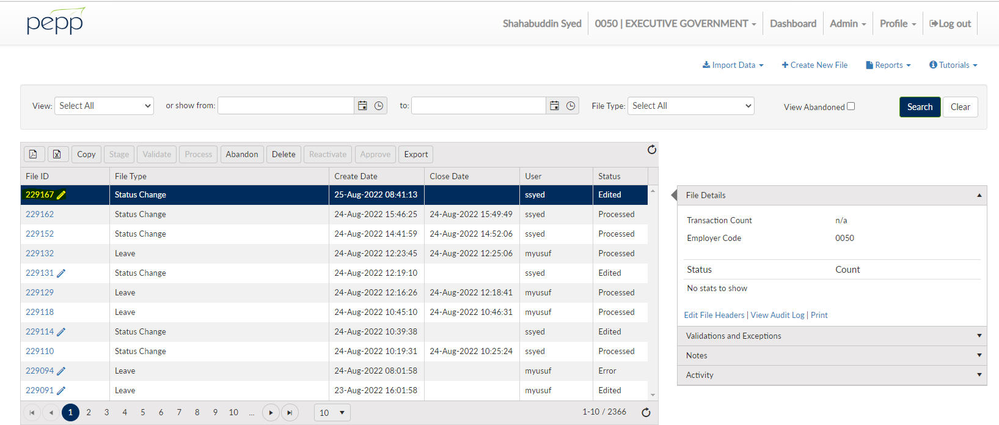 pepp
Shahabuddin Syed 0050 | EXECUTIVE GOVERNMENT Dashboard Admin Profile Log out
Import Data Create New File Reports Tutorials
View: Select All or show from: to: File Type: Select All View Abandoned Search Clear
Copy Stage Validate Process Abandon Delete Reactivate Approve Export
File ID File Type Create Date Close Date User Status
229167 Status Change 25-Aug-2022 08:41:13 ssyed Edited
229162 Status Change 24-Aug-2022 15:46:25 24-Aug-2022 15:49:49 ssyed Processed
229152 Status Change 24-Aug-2022 14:41:59 24-Aug-2022 14:52:06 ssyed Processed
229132 Leave 24-Aug-2022 12:23:45 24-Aug-2022 12:25:06 myusuf Processed
229131 Status Change 24-Aug-2022 12:19:10 ssyed Edited
229129 Leave 24-Aug-2022 12:16:26 24-Aug-2022 12:18:41 myusuf Processed
229118 Leave 24-Aug-2022 10:45:10 24-Aug-2022 10:46:31 myusuf Processed
229114 Status Change 24-Aug-2022 10:39:38 ssyed Edited
229110 Status Change 24-Aug-2022 10:19:31 24-Aug-2022 10:25:24 ssyed Processed
229094 Leave 24-Aug-2022 08:01:58 myusuf Error
229091 Leave 23-Aug-2022 16:01:58 myusuf Edited
1 2 3 4 5 6 7 8 9 10 ... 10 1-10 / 2366
File Details
Transaction Count n/a
Employer Code 0050
Status Count
No stats to show
Edit File Headers | View Audit Log | Print
Validations and Exceptions
Notes
Activity